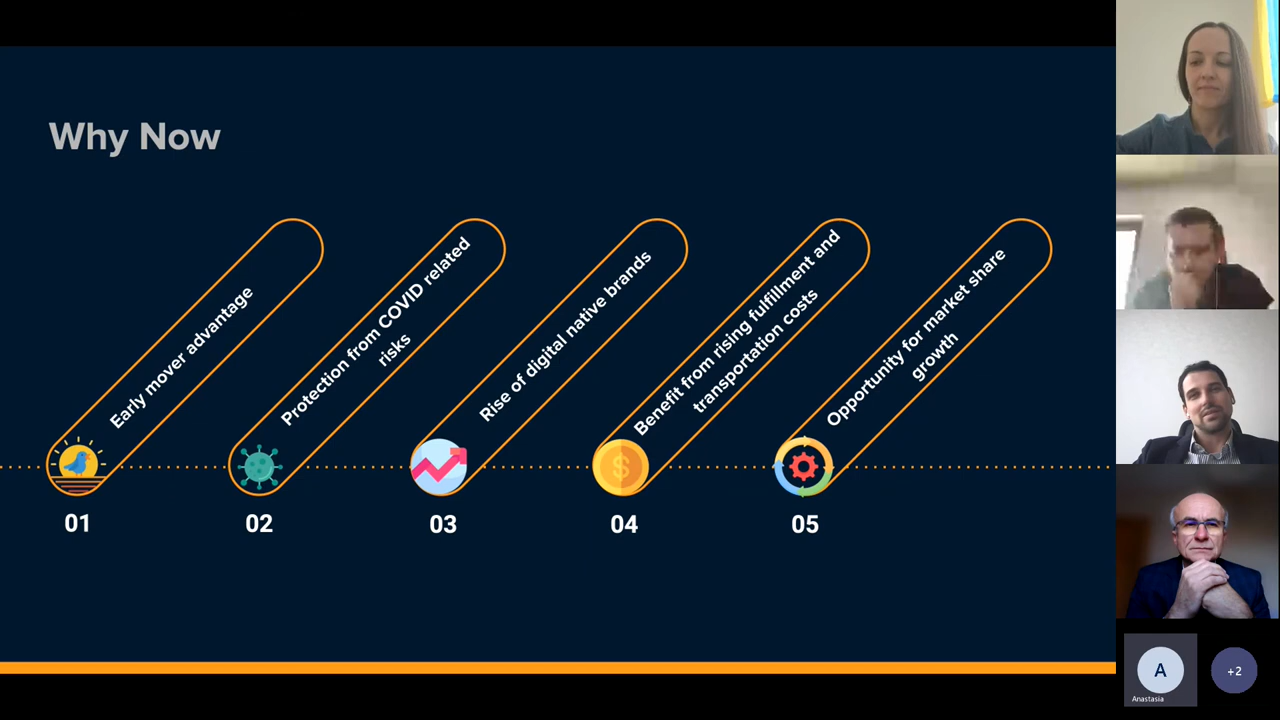 Why Now
Early mover advantage
Protection from COVID related
risks
Rise of digital native brands
Benefit from rising fulfillment and
transportation costs
Opportunity for market share
growth
$
01
02
03
04
05
A
Anastasia
+2